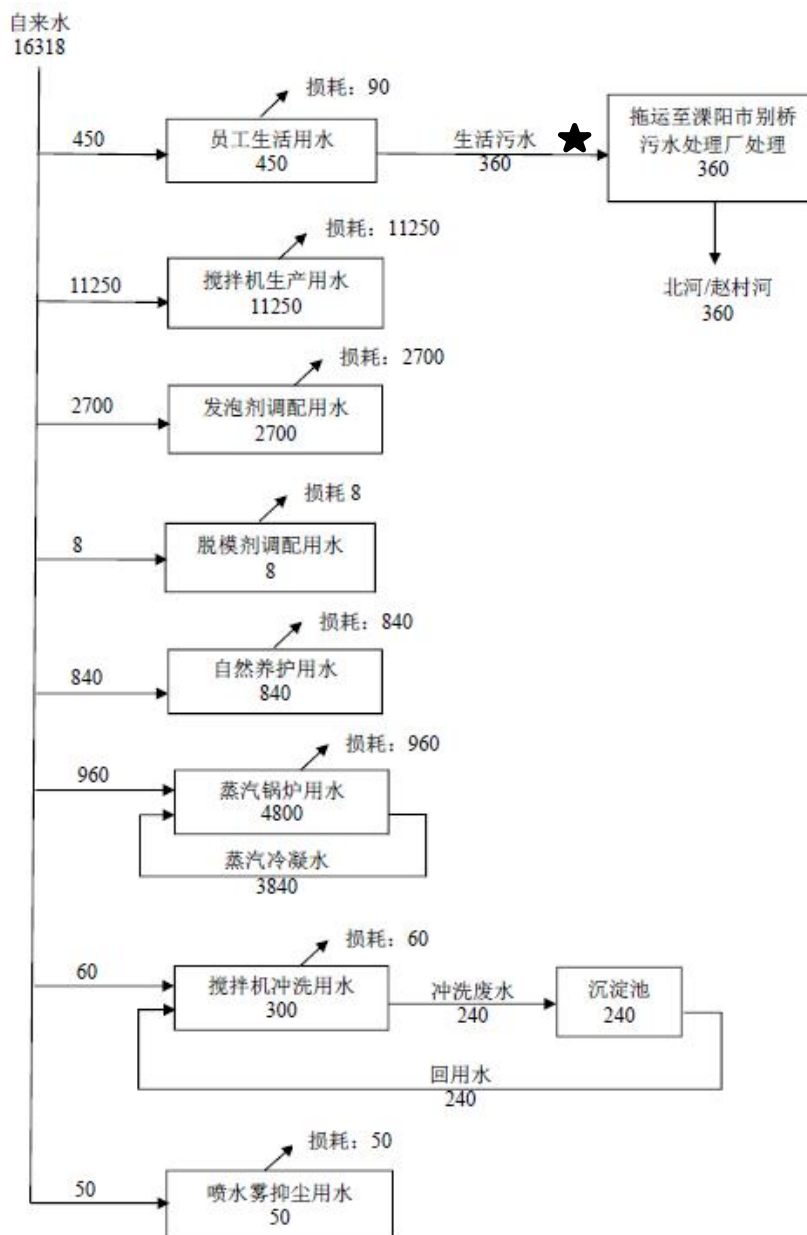 自来水
16318
损耗：90
450
员工生活用水
450
生活污水
360
拖运至溧阳市别桥
污水处理厂处理
360
北河/赵村河
360
损耗：11250
11250
搅拌机生产用水
11250
损耗：2700
2700
发泡剂调配用水
2700
损耗 8
8
脱模剂调配用水
8
损耗：840
840
自然养护用水
840
损耗：960
960
蒸汽锅炉用水
4800
蒸汽冷凝水
3840
损耗：60
60
搅拌机冲洗用水
300
冲洗废水
240
沉淀池
240
回用水
240
损耗：50
50
喷水雾抑尘用水
50